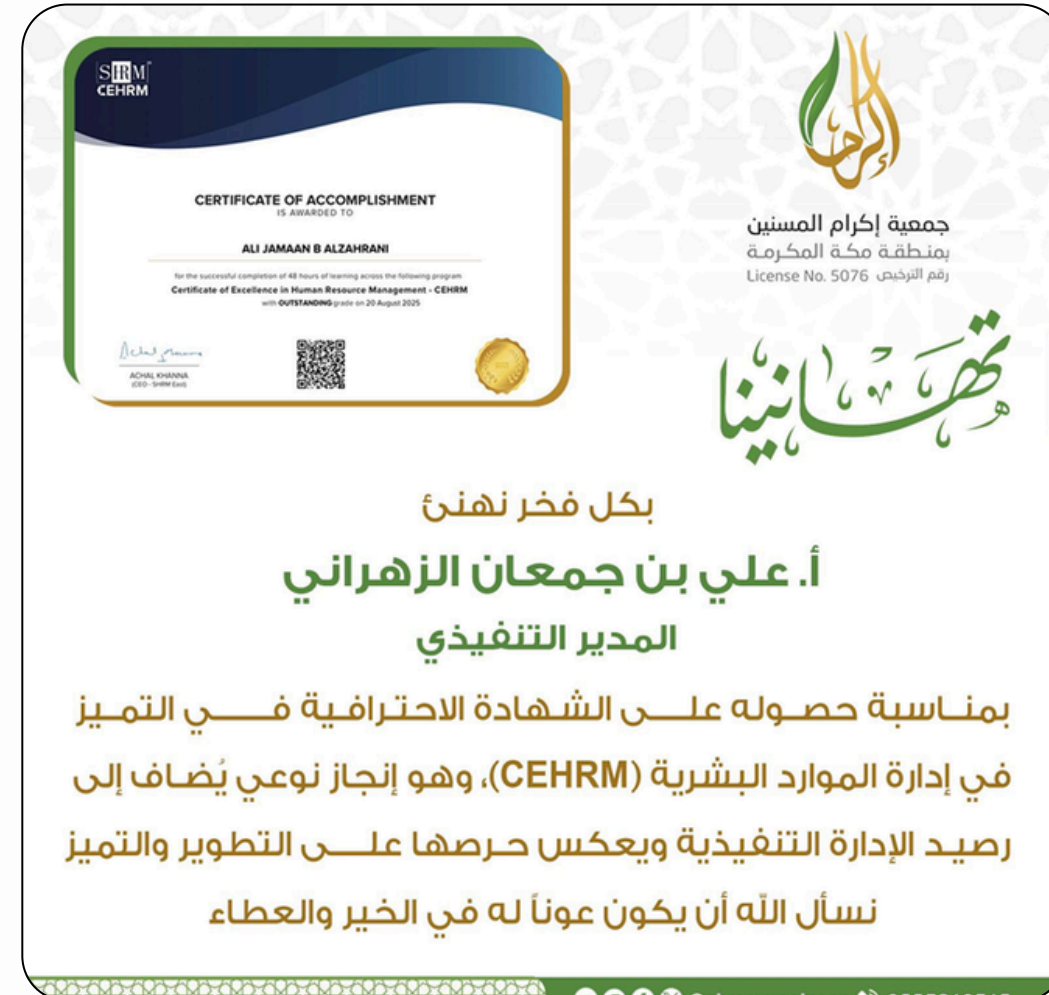 SHRM
CEHRM
CERTIFICATE OF ACCOMPLISHMENT
IS AWARDED TO
ALI JAMAAN B ALZAHRANI
for the successful completion of 48 hours of learning across the following program
Certificate of Excellence in Human Resource Management - CEHRM
with OUTSTANDING grade on 20 August 2025
ACHAL KHANNA
(CEO - SHRM East)
إكرام
جمعية إكرام المسنين
بمنطقة مكة المكرمة
رقم الترخيص License No. 5076
تهانينا
بكل فخر نهنئ
أ. علي بن جمعان الزهراني
المدير التنفيذي
بمناسبة حصوله على الشهادة الاحترافية في التميز
في إدارة الموارد البشرية (CEHRM)، وهو إنجاز نوعي يُضاف إلى
رصيد الإدارة التنفيذية ويعكس حرصها على التطوير والتميز
نسأل الله أن يكون عوناً له في الخير والعطاء